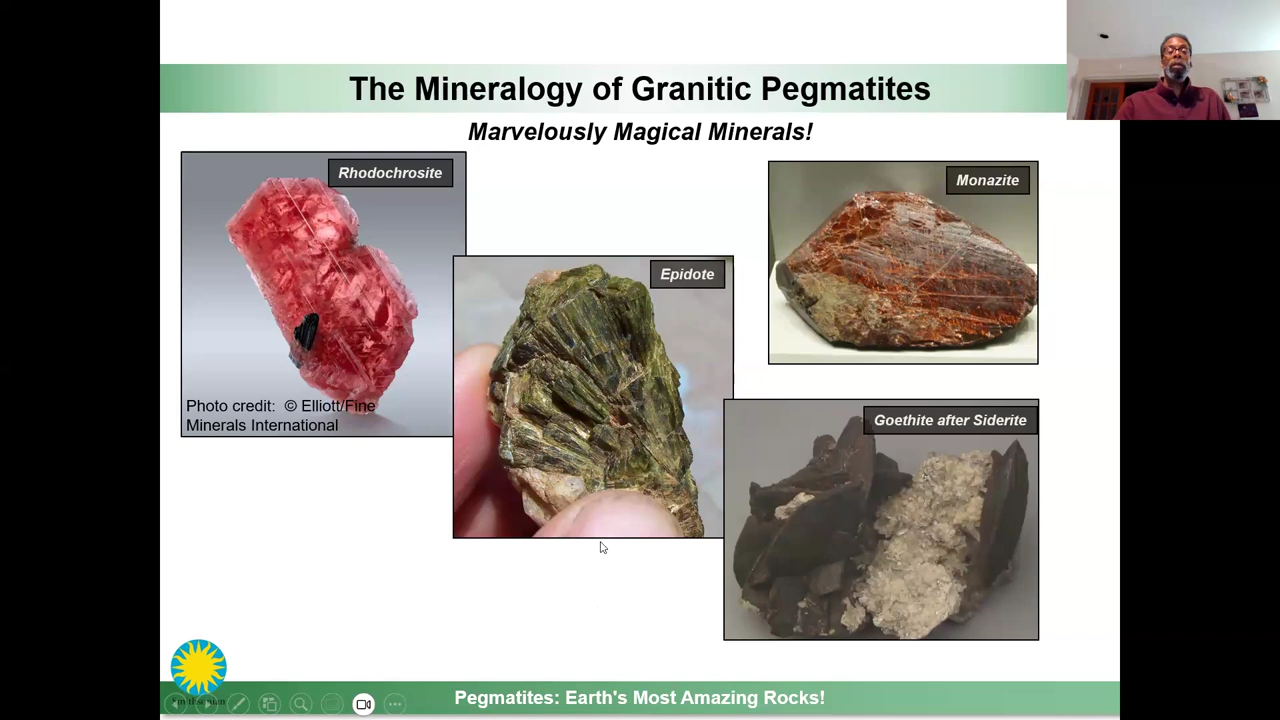 The Mineralogy of Granitic Pegmatites
Marvelously Magical Minerals!
Rhodochrosite
Photo credit: © Elliott/Fine
Minerals International
Epidote
Monazite
Goethite after Siderite
Smithsonian
Pegmatites: Earth's Most Amazing Rocks!